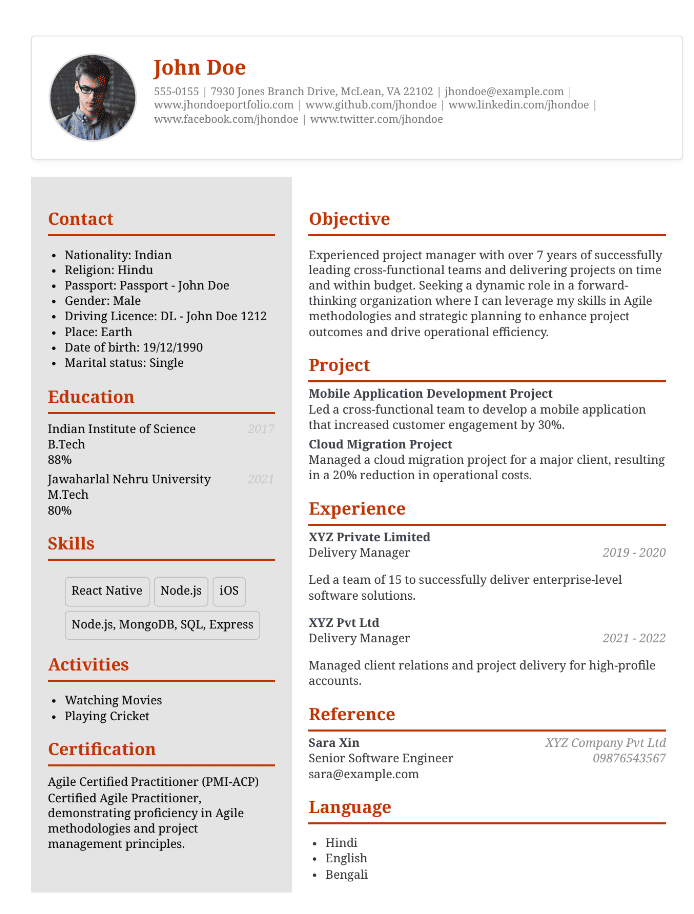 John Doe
555-0155 | 7930 Jones Branch Drive, McLean, VA 22102 | jhondoe@example.com |
www.jhondoeportfolio.com | www.github.com/jhondoe | www.linkedin.com/jhondoe |
www.facebook.com/jhondoe | www.twitter.com/jhondoe
Contact
• Nationality: Indian
• Religion: Hindu
• Passport: Passport - John Doe
• Gender: Male
• Driving Licence: DL - John Doe 1212
• Place: Earth
• Date of birth: 19/12/1990
• Marital status: Single
Education
Indian Institute of Science 2017
B.Tech
88%
Jawaharlal Nehru University 2021
M.Tech
80%
Skills
React Native Node.js iOS
Node.js, MongoDB, SQL, Express
Activities
• Watching Movies
• Playing Cricket
Certification
Agile Certified Practitioner (PMI-ACP)
Certified Agile Practitioner,
demonstrating proficiency in Agile
methodologies and project
management principles.
Objective
Experienced project manager with over 7 years of successfully
leading cross-functional teams and delivering projects on time
and within budget. Seeking a dynamic role in a forward-
thinking organization where I can leverage my skills in Agile
methodologies and strategic planning to enhance project
outcomes and drive operational efficiency.
Project
Mobile Application Development Project
Led a cross-functional team to develop a mobile application
that increased customer engagement by 30%.
Cloud Migration Project
Managed a cloud migration project for a major client, resulting
in a 20% reduction in operational costs.
Experience
XYZ Private Limited
Delivery Manager 2019 - 2020
Led a team of 15 to successfully deliver enterprise-level
software solutions.
XYZ Pvt Ltd
Delivery Manager 2021 - 2022
Managed client relations and project delivery for high-profile
accounts.
Reference
Sara Xin XYZ Company Pvt Ltd
Senior Software Engineer 09876543567
sara@example.com
Language
• Hindi
• English
• Bengali